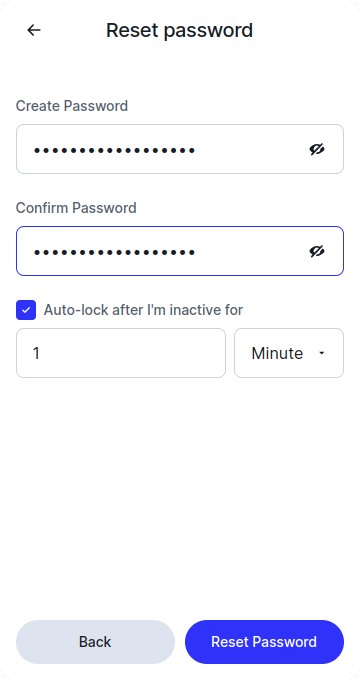 Reset password
Create Password
••••••••••••••••••
Confirm Password
••••••••••••••••••
Auto-lock after I'm inactive for
1 Minute
Back Reset Password